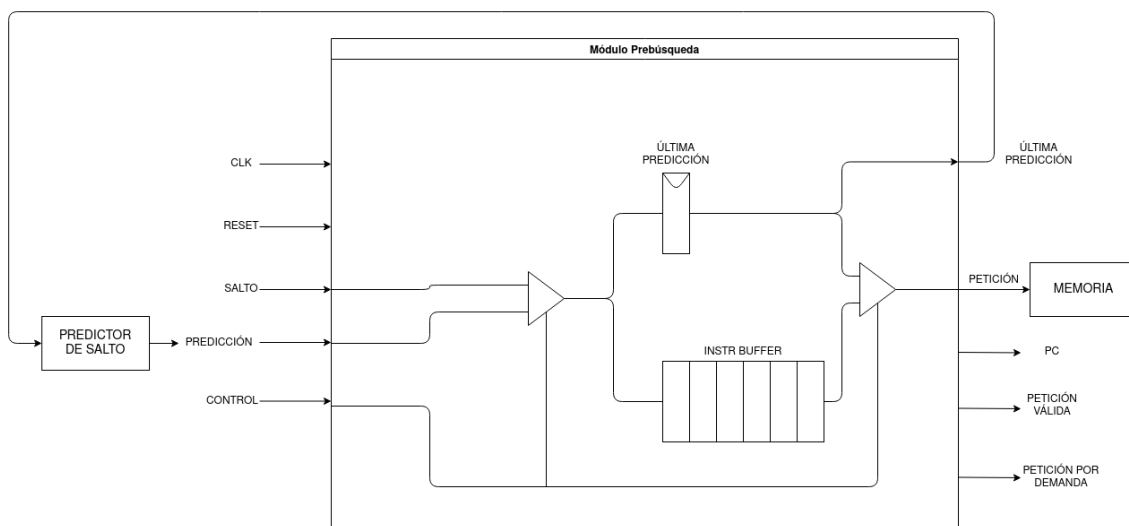 Módulo Prebúsqueda
CLK
ÚLTIMA
PREDICCIÓN
ÚLTIMA
PREDICCIÓN
RESET
SALTO
PETICIÓN
MEMORIA
PREDICTOR
DE SALTO
PREDICCIÓN
INSTR BUFFER
PC
CONTROL
PETICIÓN
VÁLIDA
PETICIÓN POR
DEMANDA